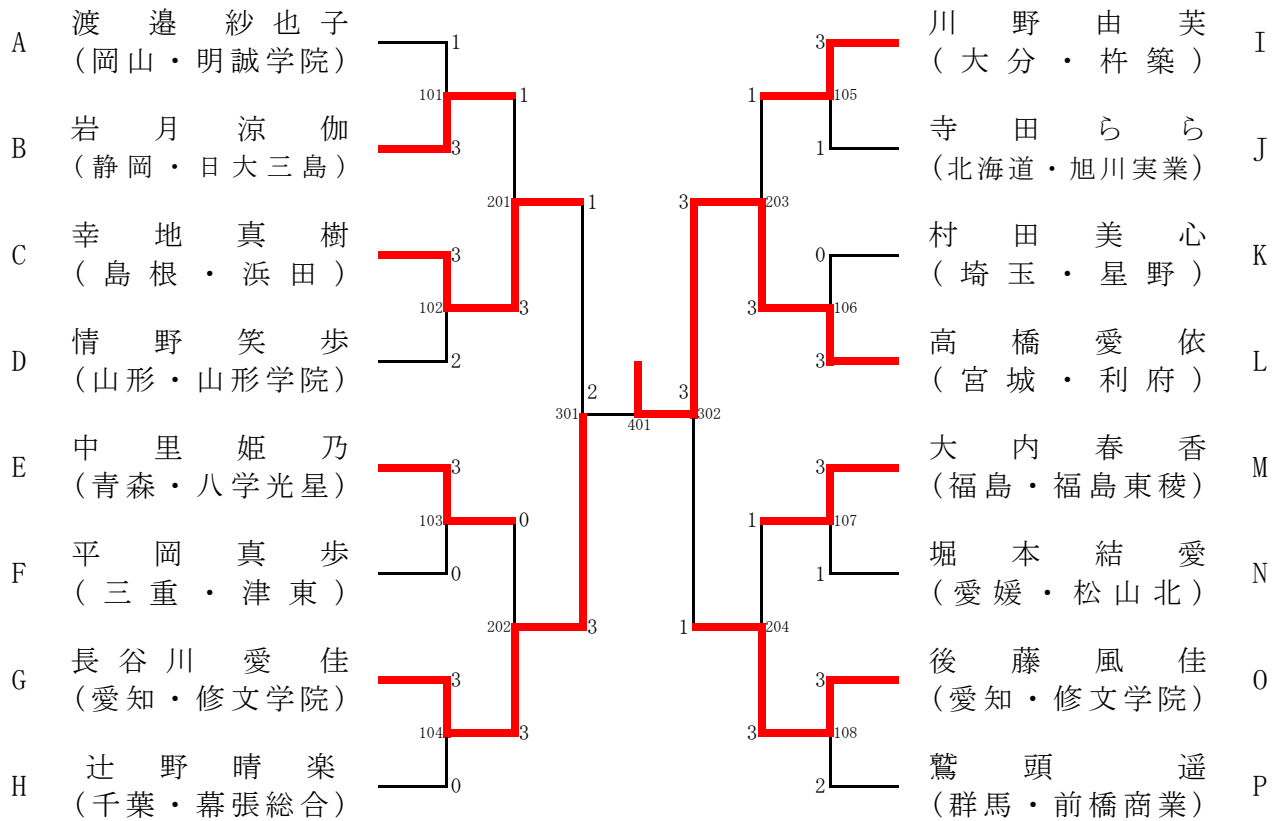 A 渡邉紗也子
(岡山・明誠学院)
1
101
1
B 岩月涼伽
(静岡・日大三島)
3
201
1
C 幸地真樹
(島根・浜田)
3
102
3
D 情野笑歩
(山形・山形学院)
2
301
2
E 中里姫乃
(青森・八学光星)
3
103
0
F 平岡真歩
(三重・津東)
0
202
3
G 長谷川愛佳
(愛知・修文学院)
3
104
3
H 辻野晴楽
(千葉・幕張総合)
0
401
川野由芙 I
(大分・杵築)
3
1
105
寺田らら J
(北海道・旭川実業)
1
3
203
村田美心 K
(埼玉・星野)
0
3
106
高橋愛依 L
(宮城・利府)
3
3
302
大内春香 M
(福島・福島東稜)
3
1
107
堀本結愛 N
(愛媛・松山北)
1
1
204
後藤風佳 O
(愛知・修文学院)
3
3
108
鷲頭遥 P
(群馬・前橋商業)
2